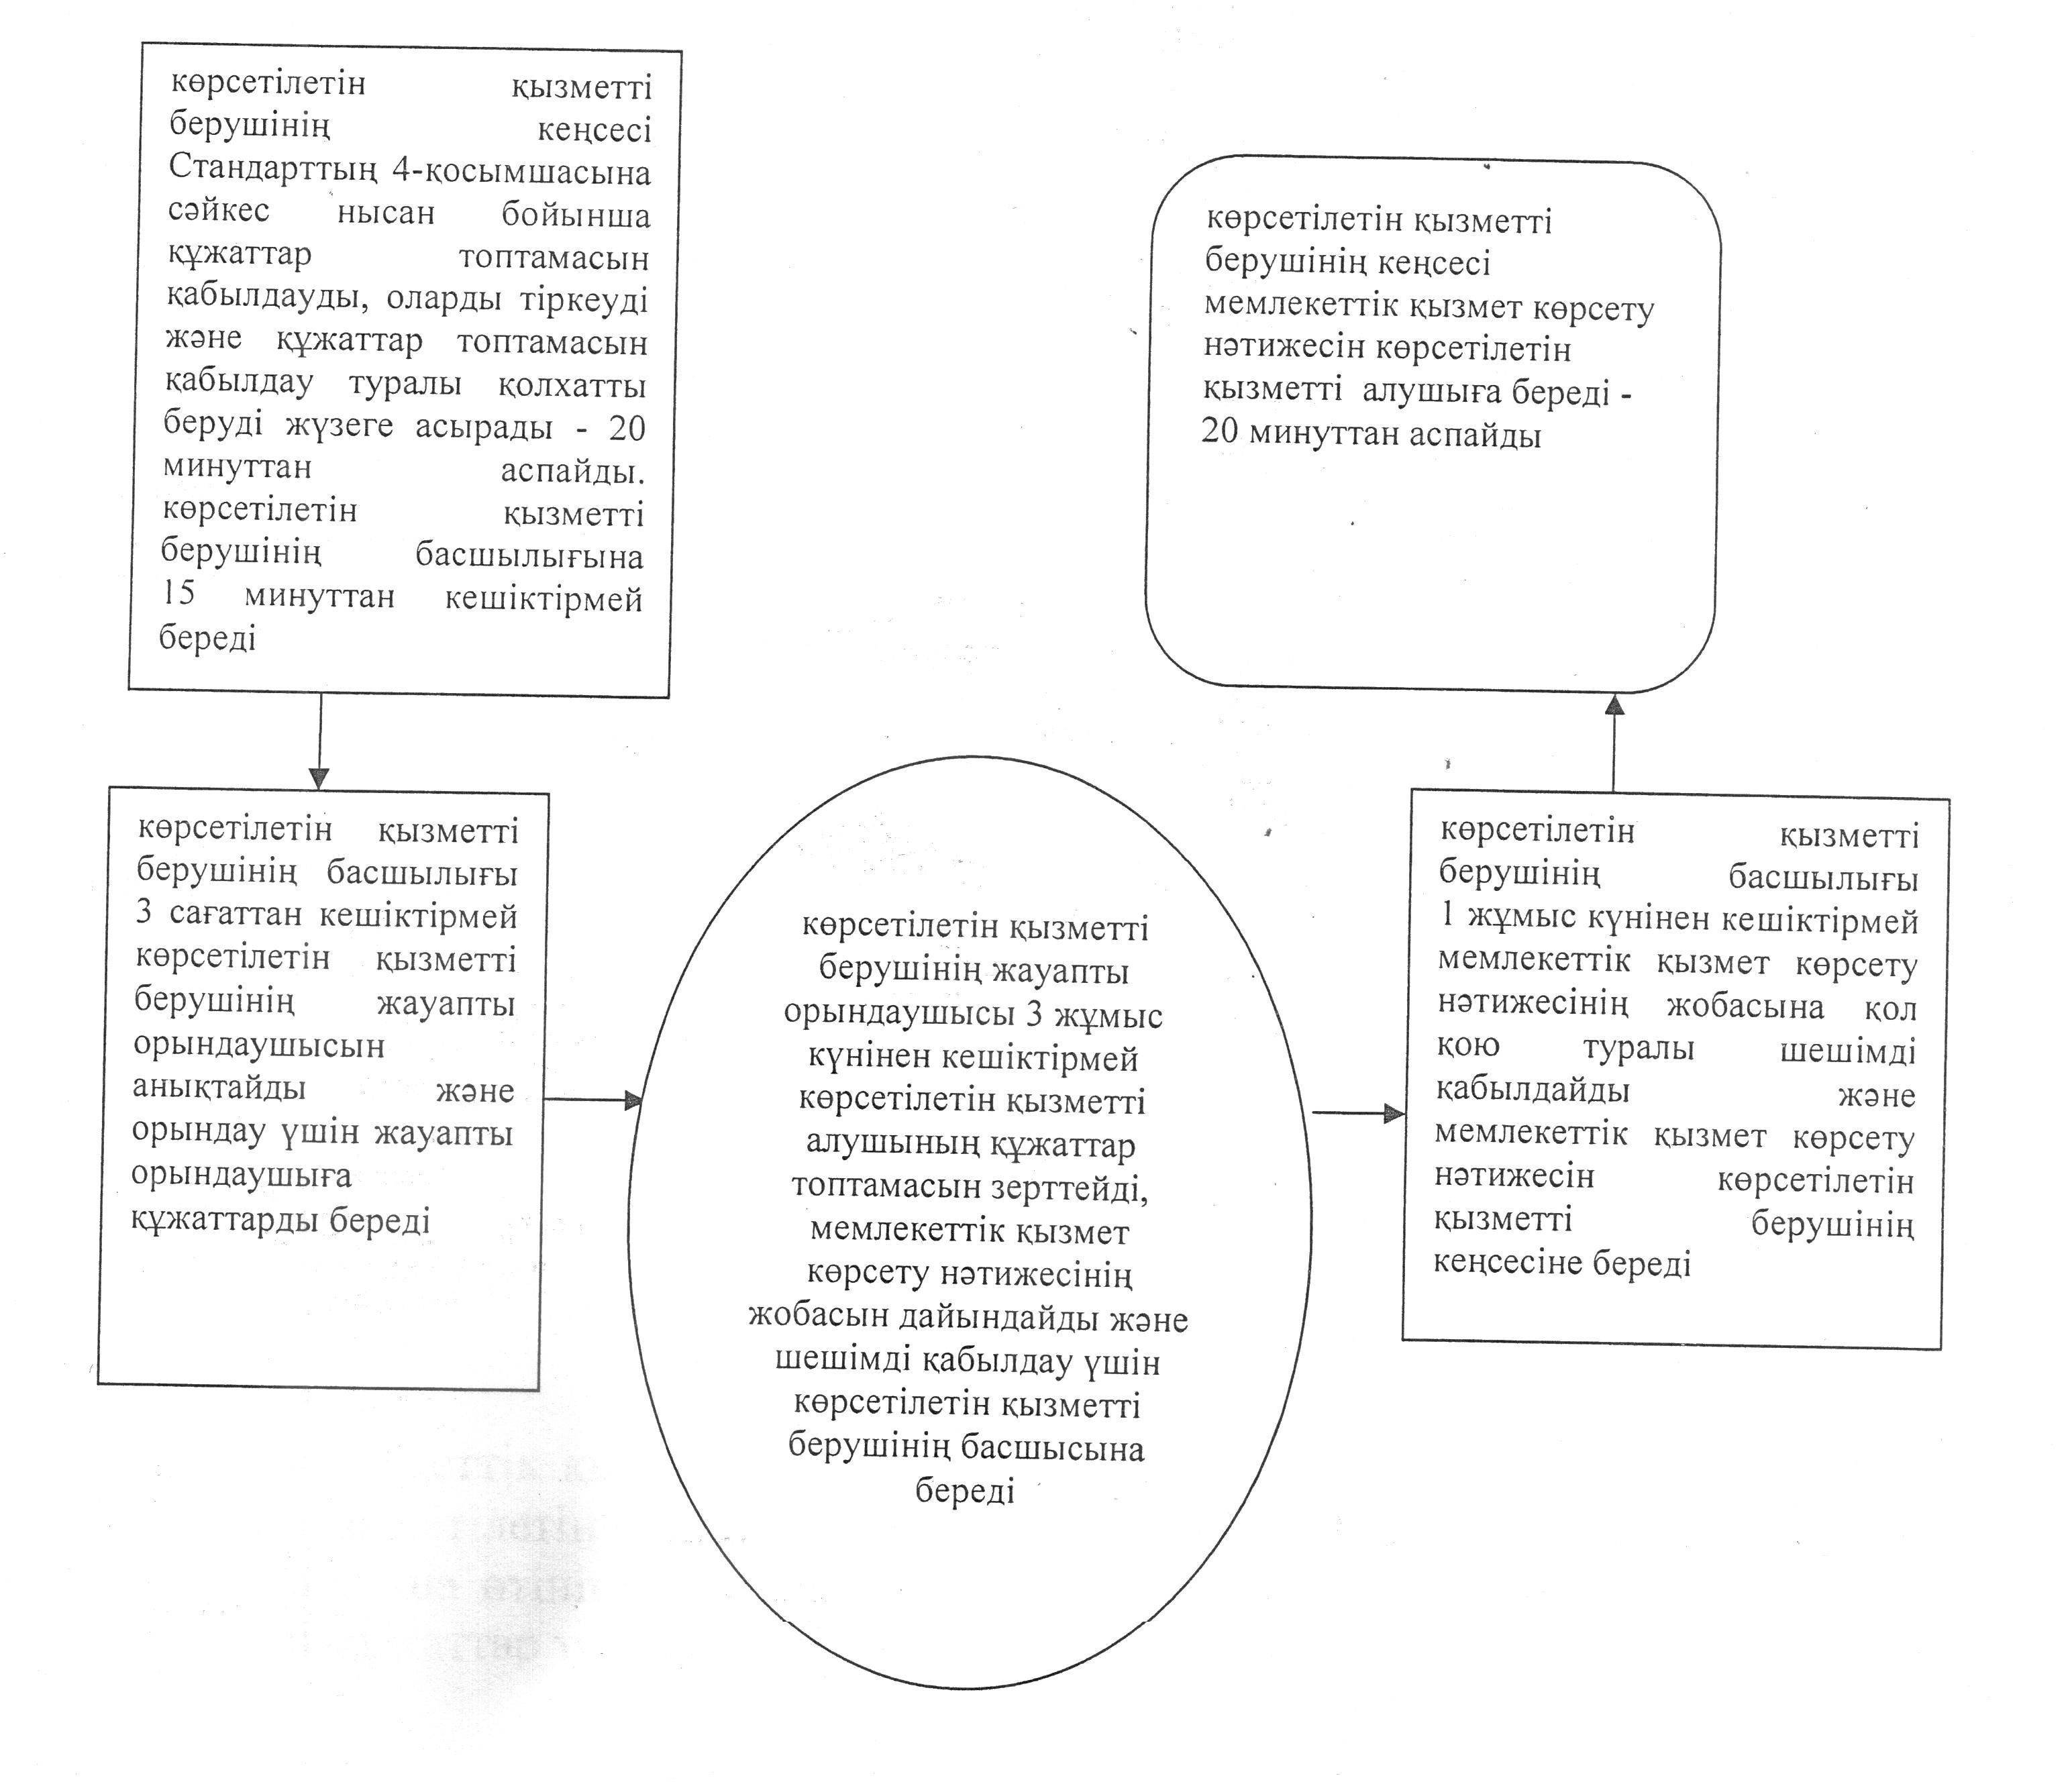 көрсетілетін қызметті
берушінің кеңсесі
Стандарттың 4-қосымшасына
сәйкес нысан бойынша
құжаттар топтамасын
қабылдауды, оларды тіркеуді
және құжаттар топтамасын
қабылдау туралы қолхатты
беруді жүзеге асырады - 20
минуттан аспайды.
көрсетілетін қызметті
берушінің басшылығына
15 минуттан кешіктірмей
береді
көрсетілетін қызметті
берушінің басшылығы
3 сағаттан кешіктірмей
көрсетілетін қызметті
берушінің жауапты
орындаушысын
анықтайды және
орындау үшін жауапты
орындаушыға
құжаттарды береді
көрсетілетін қызметті
берушінің жауапты
орындаушысы 3 жұмыс
күнінен кешіктірмей
көрсетілетін қызметті
алушының құжаттар
топтамасын зерттейді,
мемлекеттік қызмет
көрсету нәтижесінің
жобасын дайындайды және
шешімді қабылдау үшін
көрсетілетін қызметті
берушінің басшысына
береді
көрсетілетін қызметті
берушінің басшылығы
1 жұмыс күнінен кешіктірмей
мемлекеттік қызмет көрсету
нәтижесінің жобасына қол
қою туралы шешімді
қабылдайды және
мемлекеттік қызмет көрсету
нәтижесін көрсетілетін
қызметті берушінің
кеңсесіне береді
көрсетілетін қызметті
берушінің кеңсесі
мемлекеттік қызмет көрсету
нәтижесін көрсетілетін
қызметті алушыға береді -
20 минуттан аспайды